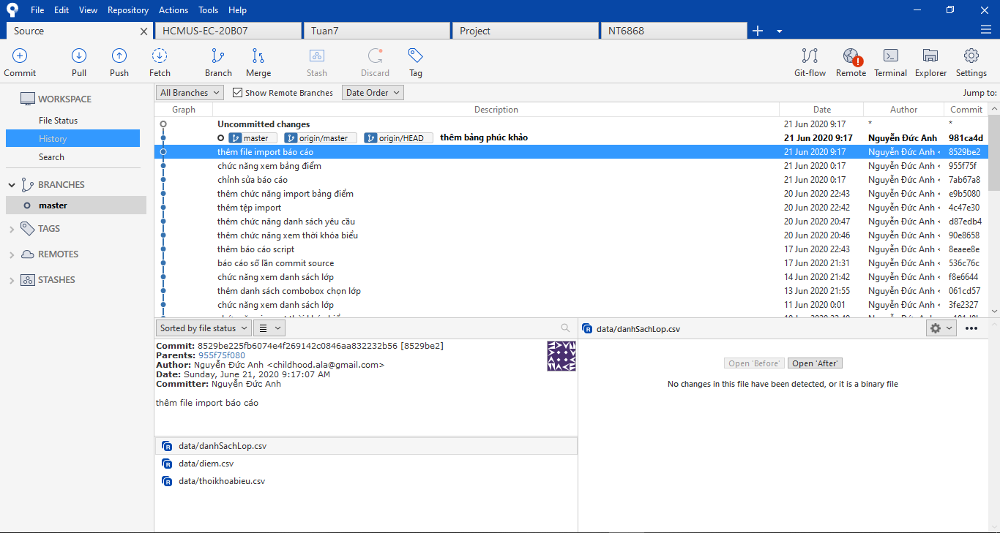 File Edit View Repository Actions Tools Help
Source HCMUS-EC-20B07 Tuan7 Project NT6868
Commit Pull Push Fetch Branch Merge Stash Discard Tag Git-flow Remote Terminal Explorer Settings
WORKSPACE
File Status
History
Search
BRANCHES
master
TAGS
REMOTES
STASHES
All Branches Show Remote Branches Date Order Jump to:
Graph Description Date Author Commit
Uncommitted changes 21 Jun 2020 9:17 * *
master origin/master origin/HEAD thêm bảng phúc khảo 21 Jun 2020 9:17 Nguyễn Đức Anh 981ca4d
thêm file import báo cáo 21 Jun 2020 9:17 Nguyễn Đức Anh < 8529be2
chức năng xem bảng điểm 21 Jun 2020 0:17 Nguyễn Đức Anh < 955f75f
chỉnh sửa báo cáo 21 Jun 2020 0:17 Nguyễn Đức Anh < 7ab67a8
thêm chức năng import bảng điểm 20 Jun 2020 22:43 Nguyễn Đức Anh < e9b5080
thêm tệp import 20 Jun 2020 22:42 Nguyễn Đức Anh < 4c47e30
thêm chức năng danh sách yêu cầu 20 Jun 2020 20:47 Nguyễn Đức Anh < d87edb4
thêm chức năng xem thời khóa biểu 20 Jun 2020 20:46 Nguyễn Đức Anh < 90e8658
thêm báo cáo script 17 Jun 2020 22:43 Nguyễn Đức Anh < 8eaee8e
báo cáo số lần commit source 17 Jun 2020 21:31 Nguyễn Đức Anh < 536c76c
chức năng xem danh sách lớp 14 Jun 2020 21:42 Nguyễn Đức Anh < f8e6644
thêm danh sách combobox chọn lớp 13 Jun 2020 21:55 Nguyễn Đức Anh < 061cd57
chức năng xem danh sách lớp 11 Jun 2020 0:01 Nguyễn Đức Anh < 3fe2327
Sorted by file status
Commit: 8529be225fb6074e4f269142c0846aa832232b56 [8529be2]
Parents: 955f75f080
Author: Nguyễn Đức Anh <childhood.ala@gmail.com>
Date: Sunday, June 21, 2020 9:17:07 AM
Committer: Nguyễn Đức Anh
thêm file import báo cáo
data/danhSachLop.csv
data/diem.csv
data/thoikhoabieu.csv
data/danhSachLop.csv
Open 'Before' Open 'After'
No changes in this file have been detected, or it is a binary file